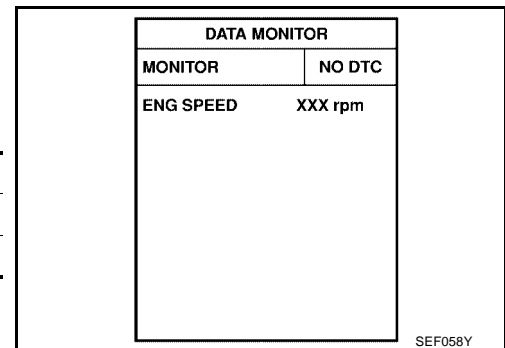 DATA MONITOR
MONITOR NO DTC
ENG SPEED XXX rpm
SEF058Y